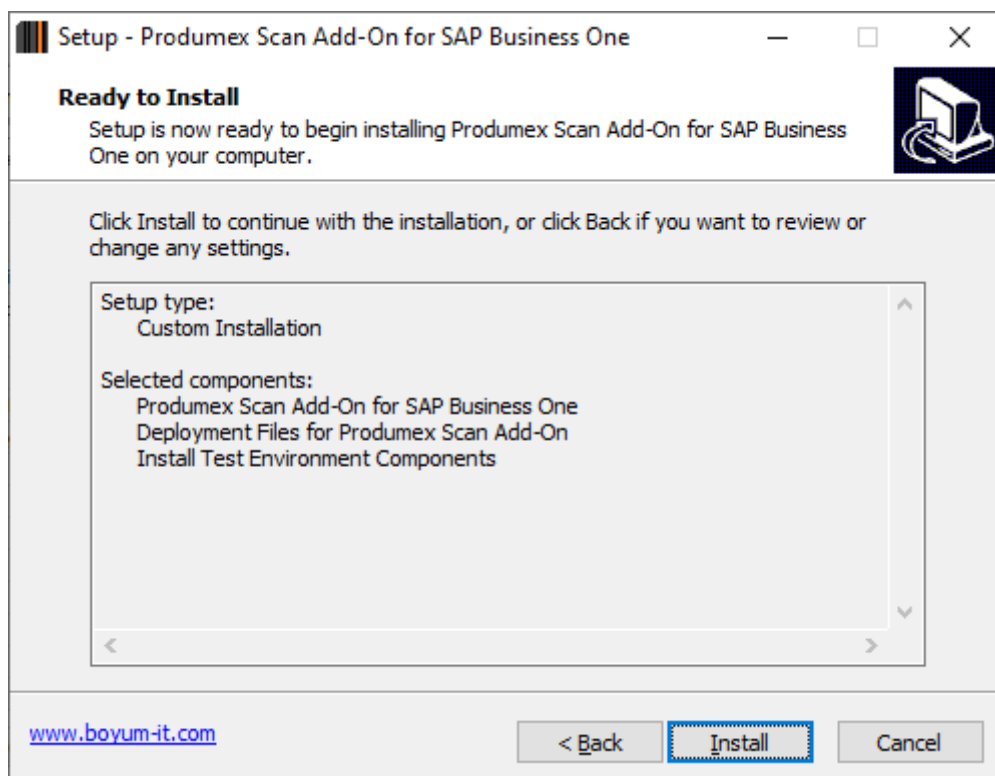 Setup - Produmex Scan Add-On for SAP Business One
Ready to Install
Setup is now ready to begin installing Produmex Scan Add-On for SAP Business
One on your computer.
Click Install to continue with the installation, or click Back if you want to review or
change any settings.
Setup type:
Custom Installation
Selected components:
Produmex Scan Add-On for SAP Business One
Deployment Files for Produmex Scan Add-On
Install Test Environment Components
www.boyum-it.com
< Back
Install
Cancel